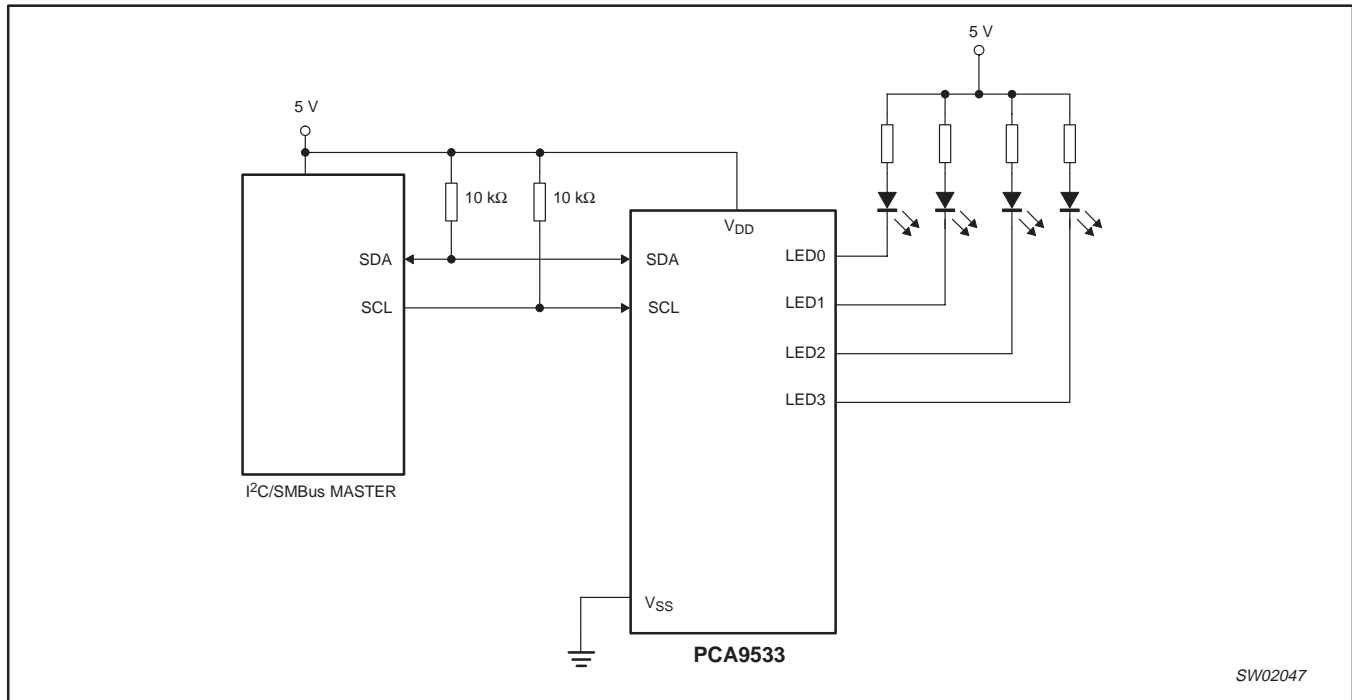 5 V
5 V
10 kΩ
10 kΩ
VDD
SDA
SDA
LED0
SCL
SCL
LED1
LED2
LED3
I²C/SMBus MASTER
VSS
PCA9533
SW02047